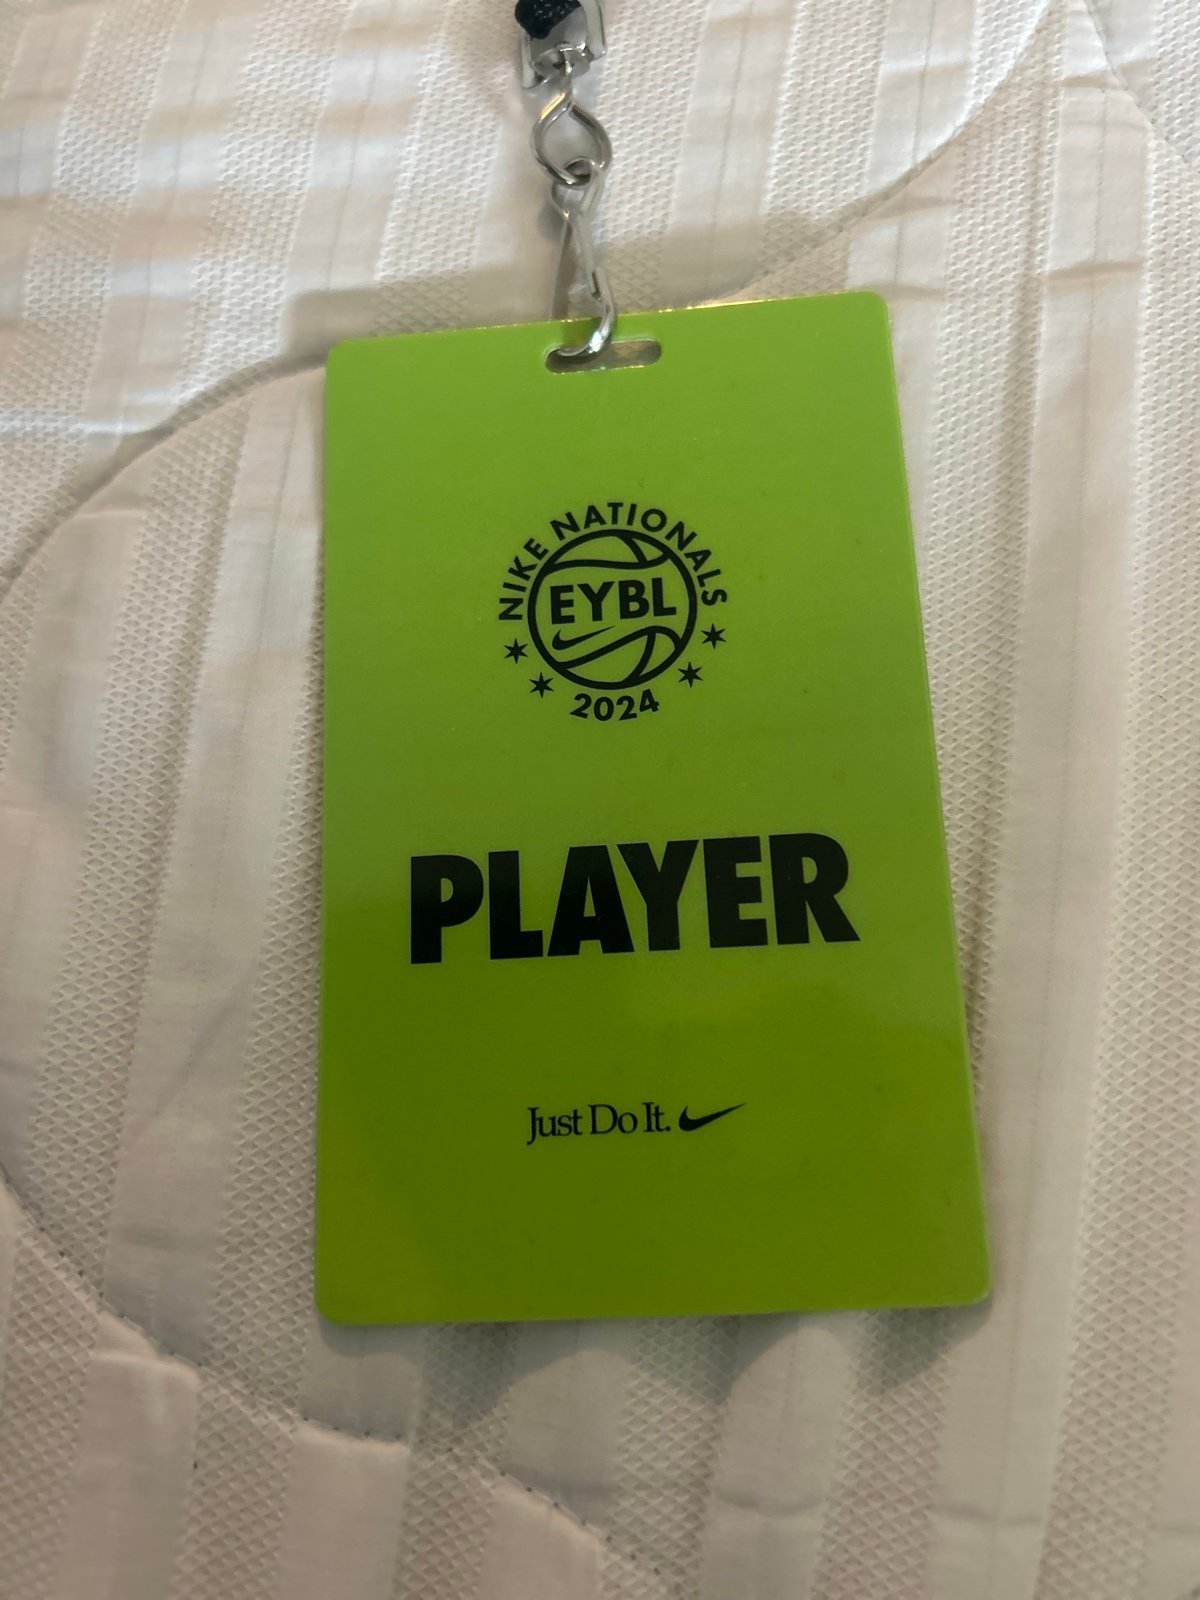 NIKE NATIONALS
EYBL
2024
PLAYER
Just Do It.